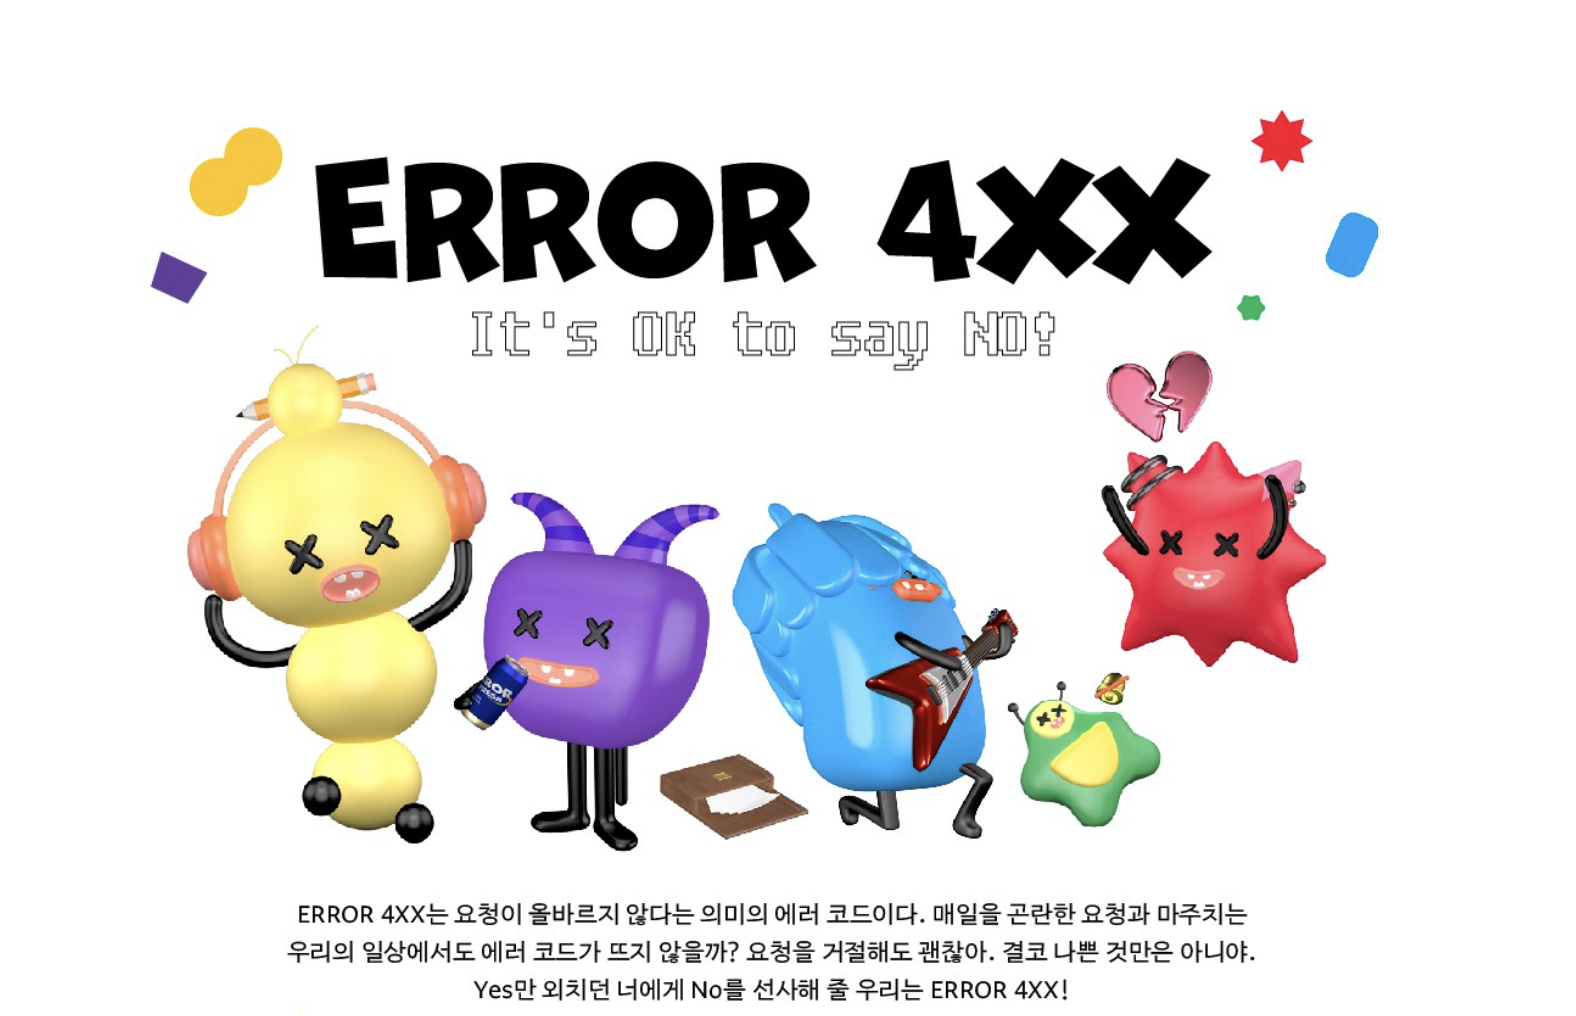 ERROR 4XX
It's OK to say NO!
ERROR 4XX는 요청이 올바르지 않다는 의미의 에러 코드이다. 매일을 곤란한 요청과 마주치는
우리의 일상에서도 에러 코드가 뜨지 않을까? 요청을 거절해도 괜찮아. 결코 나쁜 것만은 아니야.
Yes만 외치던 너에게 No를 선사해 줄 우리는 ERROR 4XX!